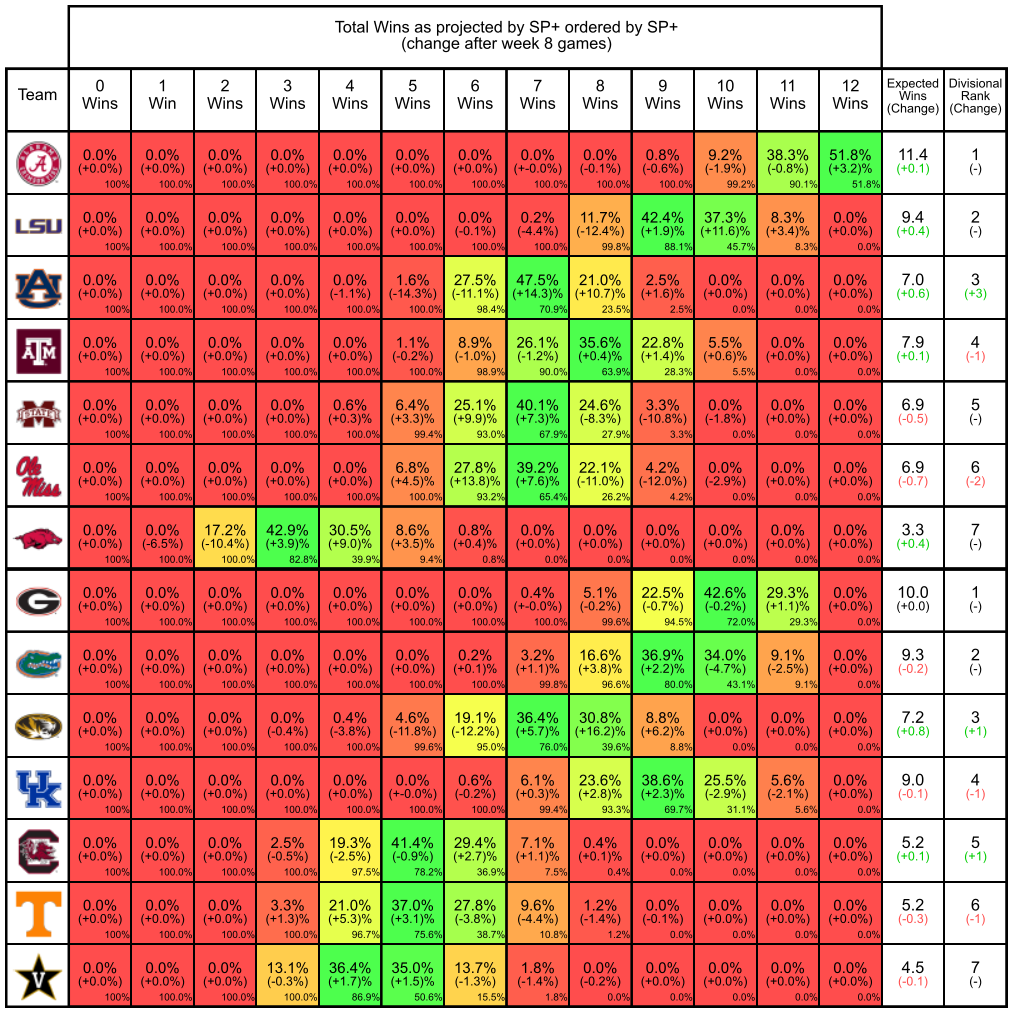 Total Wins as projected by SP+ ordered by SP+
(change after week 8 games)
Team 0 Wins 1 Win 2 Wins 3 Wins 4 Wins 5 Wins 6 Wins 7 Wins 8 Wins 9 Wins 10 Wins 11 Wins 12 Wins Expected Wins (Change) Divisional Rank (Change)
A
0.0% 0.0% 0.0% 0.0% 0.0% 0.0% 0.0% 0.0% 0.0% 0.8% 9.2% 38.3% 51.8% 11.4 1
(+0.0%) (+0.0%) (+0.0%) (+0.0%) (+0.0%) (+0.0%) (+0.0%) (+-0.0%) (-0.1%) (-0.6%) (-1.9%) (-0.8%) (+3.2)% (+0.1) (-)
100% 100.0% 100.0% 100.0% 100.0% 100.0% 100.0% 100.0% 100.0% 100.0% 99.2% 90.1% 51.8%
LSU
0.0% 0.0% 0.0% 0.0% 0.0% 0.0% 0.0% 0.2% 11.7% 42.4% 37.3% 8.3% 0.0% 9.4 2
(+0.0%) (+0.0%) (+0.0%) (+0.0%) (+0.0%) (+0.0%) (-0.1%) (-4.4%) (-12.4%) (+1.9)% (+11.6)% (+3.4)% (+0.0%) (+0.4) (-)
100% 100.0% 100.0% 100.0% 100.0% 100.0% 100.0% 100.0% 99.8% 88.1% 45.7% 8.3% 0.0%
AU
0.0% 0.0% 0.0% 0.0% 0.0% 1.6% 27.5% 47.5% 21.0% 2.5% 0.0% 0.0% 0.0% 7.0 3
(+0.0%) (+0.0%) (+0.0%) (+0.0%) (-1.1%) (-14.3%) (-11.1%) (+14.3)% (+10.7)% (+1.6)% (+0.0%) (+0.0%) (+0.0%) (+0.6) (+3)
100% 100.0% 100.0% 100.0% 100.0% 100.0% 98.4% 70.9% 23.5% 2.5% 0.0% 0.0% 0.0%
ATM
0.0% 0.0% 0.0% 0.0% 0.0% 1.1% 8.9% 26.1% 35.6% 22.8% 5.5% 0.0% 0.0% 7.9 4
(+0.0%) (+0.0%) (+0.0%) (+0.0%) (+0.0%) (-0.2%) (-1.0%) (-1.2%) (+0.4)% (+1.4)% (+0.6)% (+0.0%) (+0.0%) (+0.1) (-1)
100% 100.0% 100.0% 100.0% 100.0% 100.0% 98.9% 90.0% 63.9% 28.3% 5.5% 0.0% 0.0%
M STATE
0.0% 0.0% 0.0% 0.0% 0.6% 6.4% 25.1% 40.1% 24.6% 3.3% 0.0% 0.0% 0.0% 6.9 5
(+0.0%) (+0.0%) (+0.0%) (+0.0%) (+0.3)% (+3.3)% (+9.9)% (+7.3)% (-8.3%) (-10.8%) (-1.8%) (+0.0%) (+0.0%) (-0.5) (-)
100% 100.0% 100.0% 100.0% 100.0% 99.4% 93.0% 67.9% 27.9% 3.3% 0.0% 0.0% 0.0%
Ole Miss
0.0% 0.0% 0.0% 0.0% 0.0% 6.8% 27.8% 39.2% 22.1% 4.2% 0.0% 0.0% 0.0% 6.9 6
(+0.0%) (+0.0%) (+0.0%) (+0.0%) (+0.0%) (+4.5)% (+13.8)% (+7.6)% (-11.0%) (-12.0%) (-2.9%) (+0.0%) (+0.0%) (-0.7) (-2)
100% 100.0% 100.0% 100.0% 100.0% 100.0% 93.2% 65.4% 26.2% 4.2% 0.0% 0.0% 0.0%
0.0% 0.0% 17.2% 42.9% 30.5% 8.6% 0.8% 0.0% 0.0% 0.0% 0.0% 0.0% 0.0% 3.3 7
(+0.0%) (-6.5%) (-10.4%) (+3.9)% (+9.0)% (+3.5)% (+0.4)% (+0.0%) (+0.0%) (+0.0%) (+0.0%) (+0.0%) (+0.0%) (+0.4) (-)
100% 100.0% 100.0% 82.8% 39.9% 9.4% 0.8% 0.0% 0.0% 0.0% 0.0% 0.0% 0.0%
G
0.0% 0.0% 0.0% 0.0% 0.0% 0.0% 0.0% 0.4% 5.1% 22.5% 42.6% 29.3% 0.0% 10.0 1
(+0.0%) (+0.0%) (+0.0%) (+0.0%) (+0.0%) (+0.0%) (+0.0%) (+-0.0%) (-0.2%) (-0.7%) (-0.2%) (+1.1)% (+0.0%) (+0.0) (-)
100% 100.0% 100.0% 100.0% 100.0% 100.0% 100.0% 100.0% 99.6% 94.5% 72.0% 29.3% 0.0%
0.0% 0.0% 0.0% 0.0% 0.0% 0.0% 0.2% 3.2% 16.6% 36.9% 34.0% 9.1% 0.0% 9.3 2
(+0.0%) (+0.0%) (+0.0%) (+0.0%) (+0.0%) (+0.0%) (+0.1)% (+1.1)% (+3.8)% (+2.2)% (-4.7%) (-2.5%) (+0.0%) (-0.2) (-)
100% 100.0% 100.0% 100.0% 100.0% 100.0% 100.0% 99.8% 96.6% 80.0% 43.1% 9.1% 0.0%
0.0% 0.0% 0.0% 0.0% 0.4% 4.6% 19.1% 36.4% 30.8% 8.8% 0.0% 0.0% 0.0% 7.2 3
(+0.0%) (+0.0%) (+0.0%) (-0.4%) (-3.8%) (-11.8%) (-12.2%) (+5.7)% (+16.2)% (+6.2)% (+0.0%) (+0.0%) (+0.0%) (+0.8) (+1)
100% 100.0% 100.0% 100.0% 100.0% 99.6% 95.0% 76.0% 39.6% 8.8% 0.0% 0.0% 0.0%
UK
0.0% 0.0% 0.0% 0.0% 0.0% 0.0% 0.6% 6.1% 23.6% 38.6% 25.5% 5.6% 0.0% 9.0 4
(+0.0%) (+0.0%) (+0.0%) (+0.0%) (+0.0%) (+-0.0%) (-0.2%) (+0.3)% (+2.8)% (+2.3)% (-2.9%) (-2.1%) (+0.0%) (-0.1) (-1)
100% 100.0% 100.0% 100.0% 100.0% 100.0% 100.0% 99.4% 93.3% 69.7% 31.1% 5.6% 0.0%
C
0.0% 0.0% 0.0% 2.5% 19.3% 41.4% 29.4% 7.1% 0.4% 0.0% 0.0% 0.0% 0.0% 5.2 5
(+0.0%) (+0.0%) (+0.0%) (-0.5%) (-2.5%) (-0.9%) (+2.7)% (+1.1)% (+0.1)% (+0.0%) (+0.0%) (+0.0%) (+0.0%) (+0.1) (+1)
100% 100.0% 100.0% 100.0% 97.5% 78.2% 36.9% 7.5% 0.4% 0.0% 0.0% 0.0% 0.0%
T
0.0% 0.0% 0.0% 3.3% 21.0% 37.0% 27.8% 9.6% 1.2% 0.0% 0.0% 0.0% 0.0% 5.2 6
(+0.0%) (+0.0%) (+0.0%) (+1.3)% (+5.3)% (+3.1)% (-3.8%) (-4.4%) (-1.4%) (-0.1%) (+0.0%) (+0.0%) (+0.0%) (-0.3) (-1)
100% 100.0% 100.0% 100.0% 96.7% 75.6% 38.7% 10.8% 1.2% 0.0% 0.0% 0.0% 0.0%
V
0.0% 0.0% 0.0% 13.1% 36.4% 35.0% 13.7% 1.8% 0.0% 0.0% 0.0% 0.0% 0.0% 4.5 7
(+0.0%) (+0.0%) (+0.0%) (-0.3%) (+1.7)% (+1.5)% (-1.3%) (-1.4%) (-0.2%) (+0.0%) (+0.0%) (+0.0%) (+0.0%) (-0.1) (-)
100% 100.0% 100.0% 100.0% 86.9% 50.6% 15.5% 1.8% 0.0% 0.0% 0.0% 0.0% 0.0%